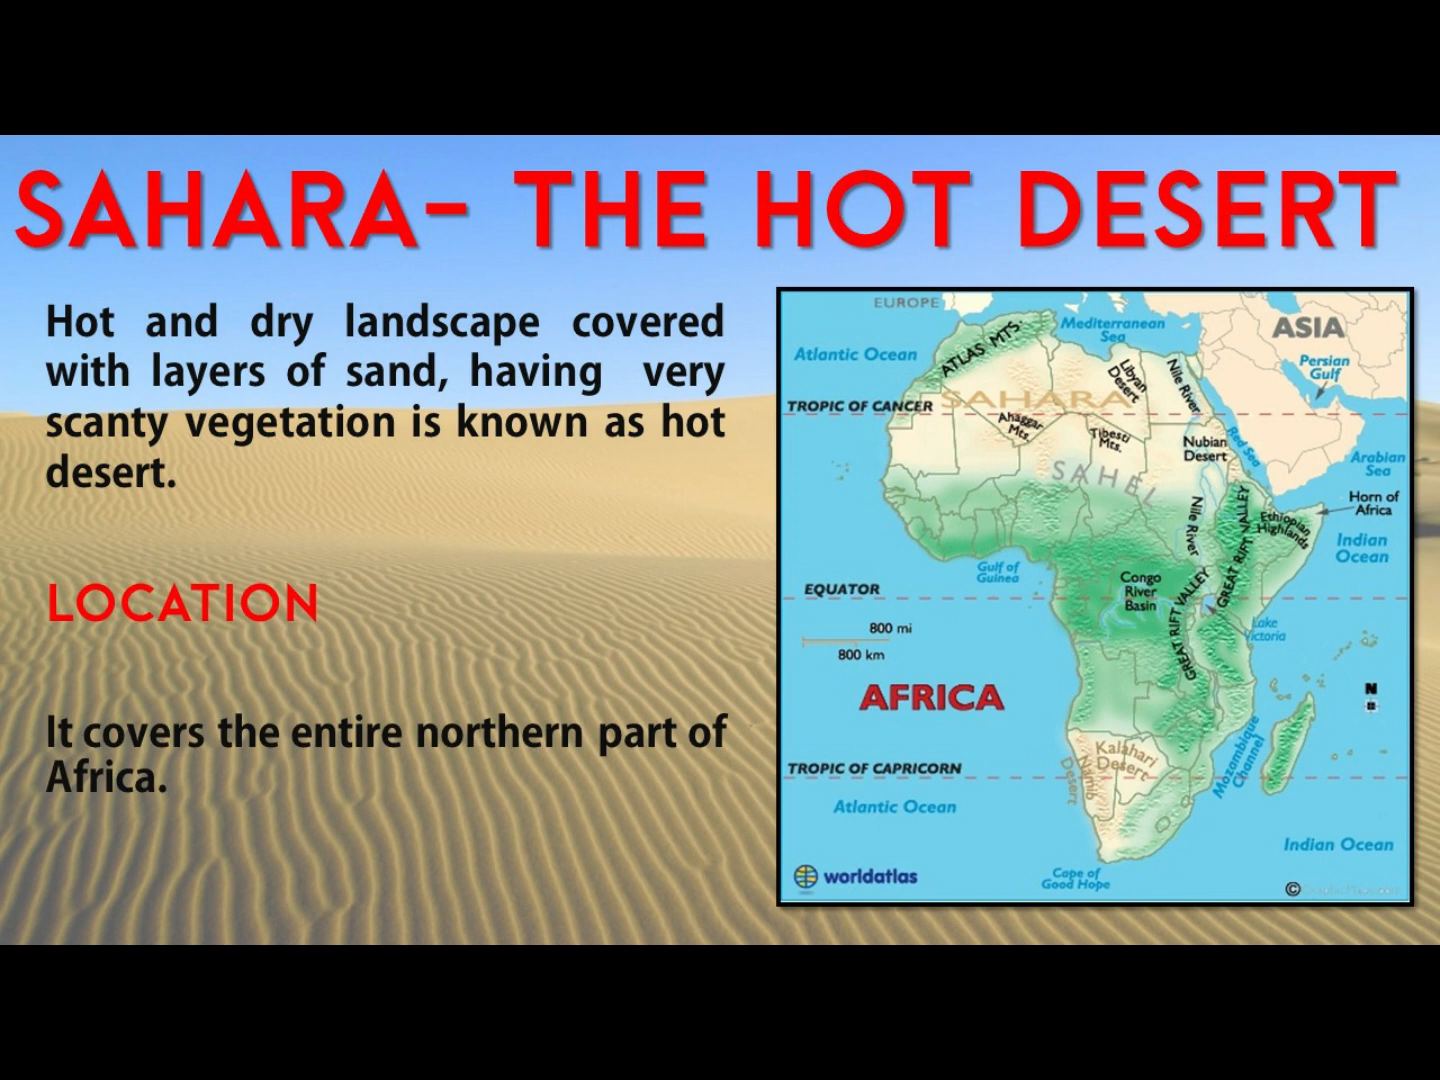 SAHARA- THE HOT DESERT
Hot and dry landscape covered
with layers of sand, having very
scanty vegetation is known as hot
desert.
LOCATION
It covers the entire northern part of
Africa.
EUROPE
ASIA
Mediterranean
Sea
Atlantic Ocean
ATLAS MTS.
Libyan
Desert
Nile River
Persian
Gulf
TROPIC OF CANCER
SAHARA
Ahaggar
Mts.
Tibesti
Mts.
Nubian
Desert
Red Sea
Arabian
Sea
SAHEL
Nile River
GREAT RIFT VALLEY
Ethiopian
Highlands
Horn of
Africa
Indian
Ocean
Gulf of
Guinea
EQUATOR
Congo
River
Basin
GREAT RIFT VALLEY
Lake
Victoria
800 mi
800 km
AFRICA
N
TROPIC OF CAPRICORN
Namib
Desert
Kalahari
Desert
Mozambique
Channel
Atlantic Ocean
Indian Ocean
worldatlas
Cape of
Good Hope
©